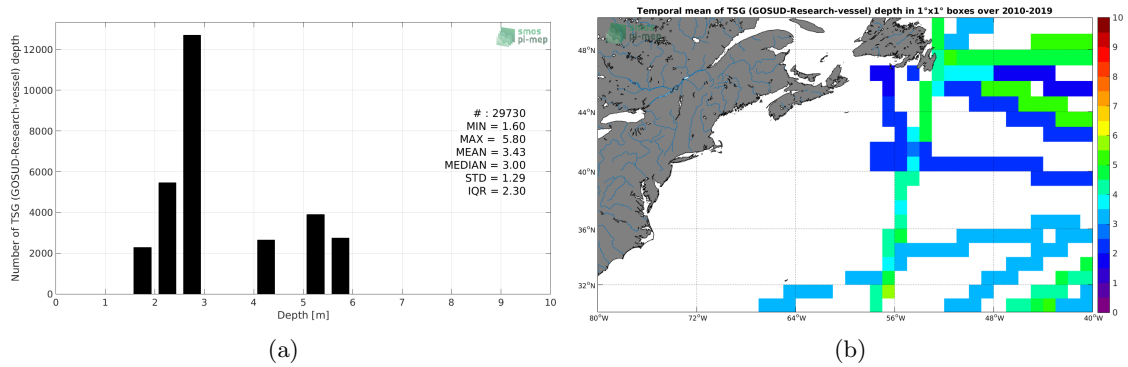 smos
pi-mep
12000
10000
8000
6000
4000
2000
0
Number of TSG (GOSUD-Research-vessel) depth
# : 29730
MIN = 1.60
MAX = 5.80
MEAN = 3.43
MEDIAN = 3.00
STD = 1.29
IQR = 2.30
0 1 2 3 4 5 6 7 8 9 10
Depth [m]
(a)
Temporal mean of TSG (GOSUD-Research-vessel) depth in 1°x1° boxes over 2010-2019
smos
pi-mep
48°N
44°N
40°N
36°N
32°N
80°W 72°W 64°W 56°W 48°W 40°W
10
9
8
7
6
5
4
3
2
1
0
(b)